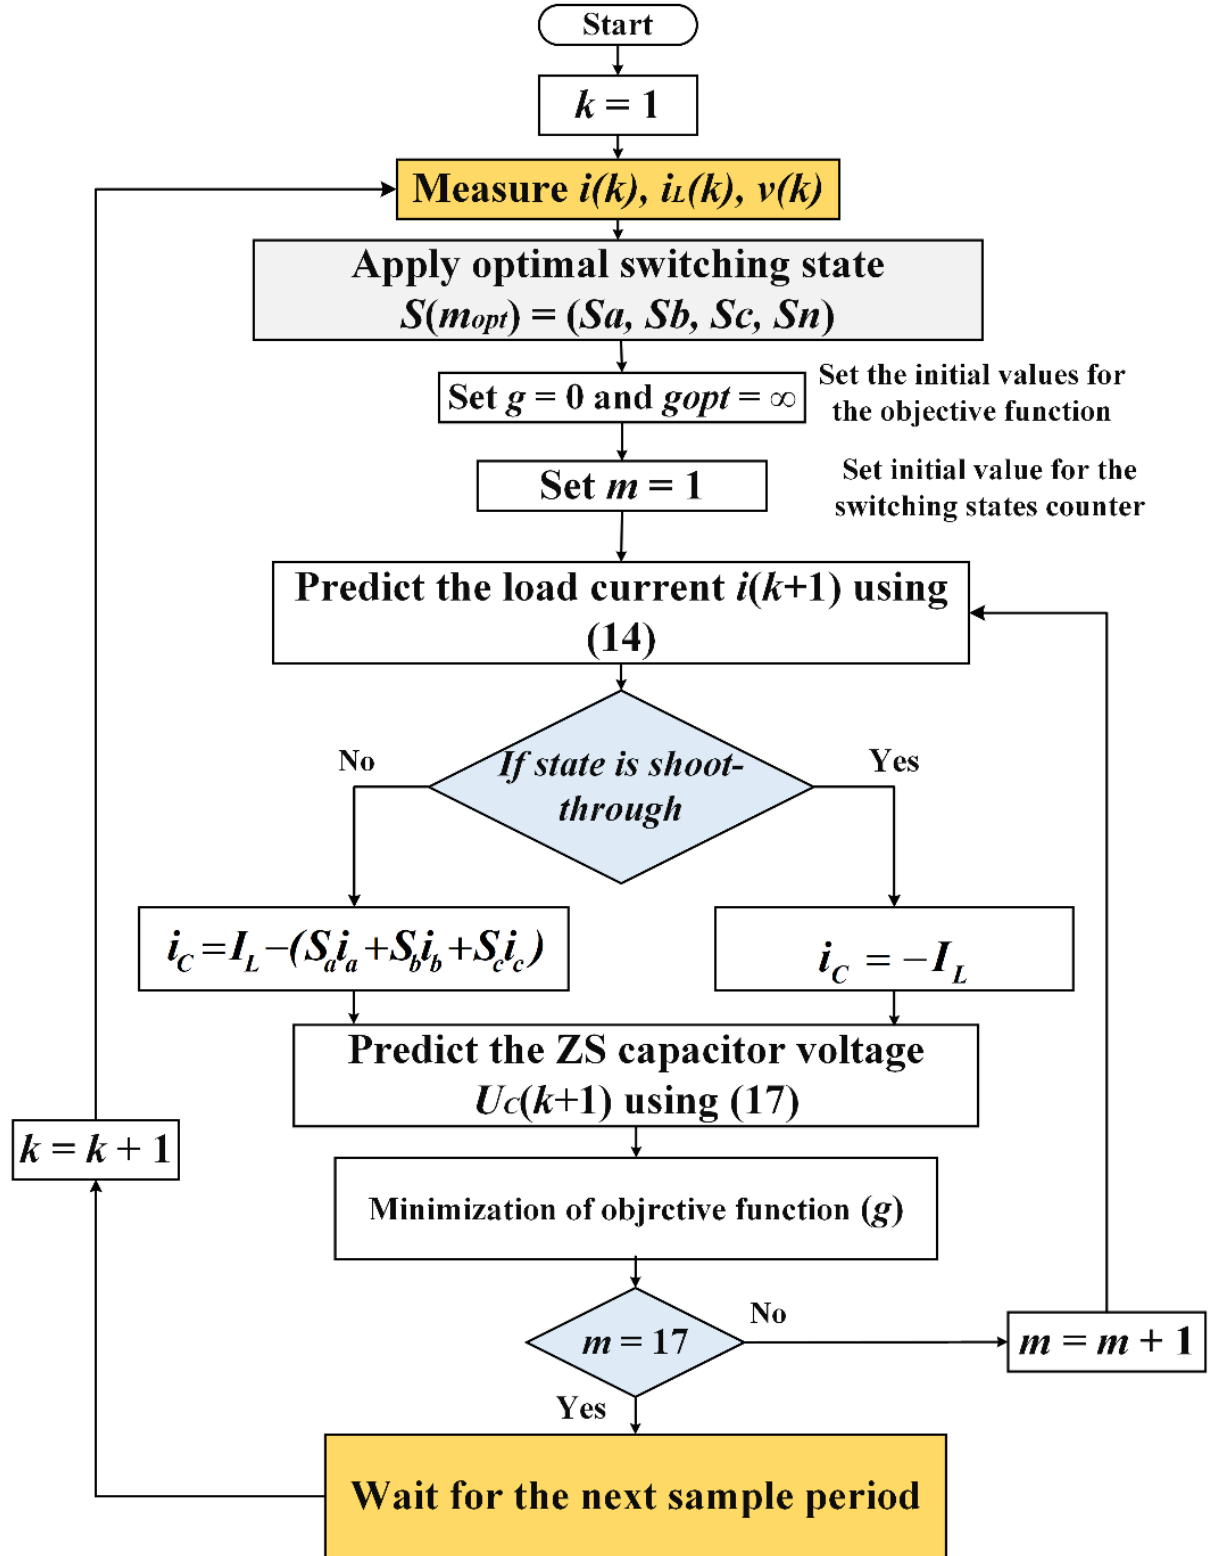 Start
k = 1
Measure i(k), iL(k), v(k)
Apply optimal switching state
S(mopt) = (Sa, Sb, Sc, Sn)
Set g = 0 and gopt = ∞
Set the initial values for
the objective function
Set m = 1
Set initial value for the
switching states counter
Predict the load current i(k+1) using
(14)
No
If state is shoot-
through
Yes
iC = IL −(Saia + Sbib + Scic)
iC = −IL
Predict the ZS capacitor voltage
UC(k+1) using (17)
k = k + 1
Minimization of objrctive function (g)
m = 17
No
m = m + 1
Yes
Wait for the next sample period